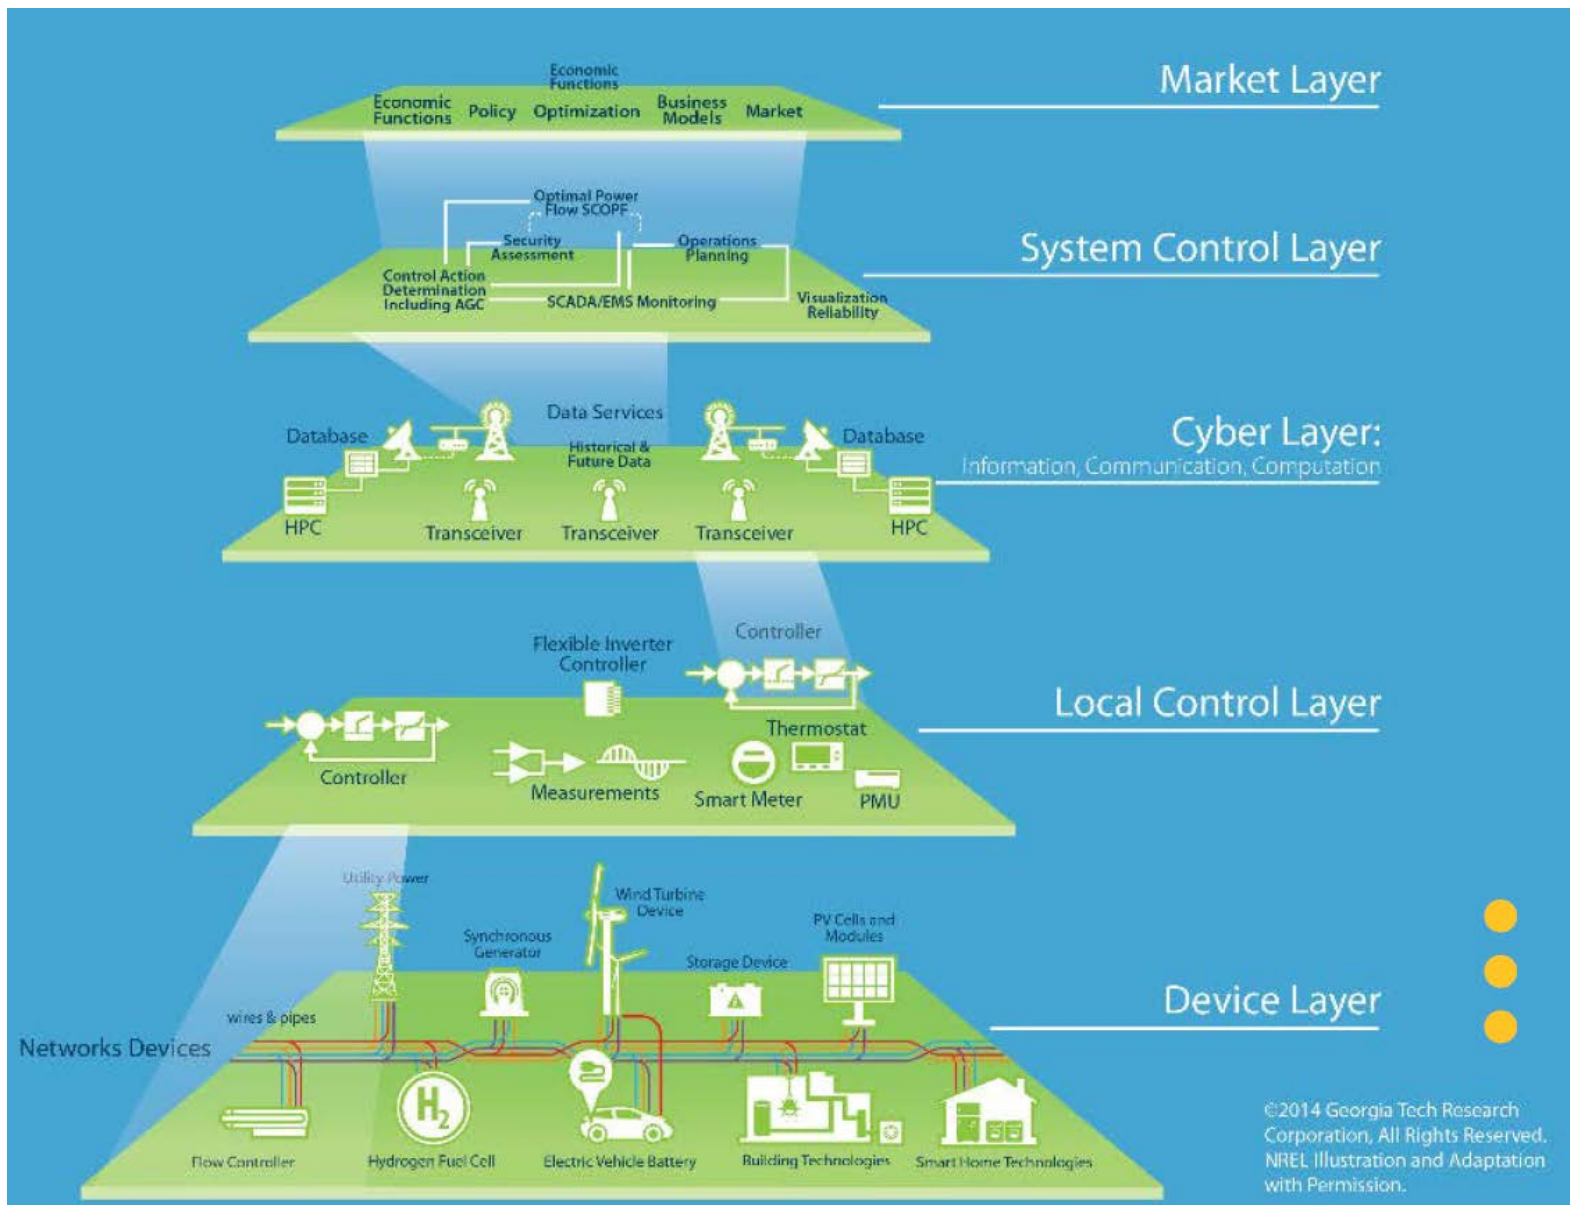 Market Layer
Economic
Functions
Economic
Functions
Policy
Optimization
Business
Models
Market
System Control Layer
Optimal Power
Flow SCOPF
Security
Assessment
Operations
Planning
Control Action
Determination
Including AGC
SCADA/EMS Monitoring
Visualization
Reliability
Cyber Layer:
Information, Communication, Computation
Data Services
Database
Database
Historical &
Future Data
HPC
Transceiver
Transceiver
Transceiver
HPC
Local Control Layer
Flexible Inverter
Controller
Controller
Thermostat
Controller
Measurements
Smart Meter
PMU
Device Layer
Utility Power
Synchronous
Generator
Wind Turbine
Device
Storage Device
PV Cells and
Modules
wires & pipes
Networks Devices
H2
Flow Controller
Hydrogen Fuel Cell
Electric Vehicle Battery
Building Technologies
Smart Home Technologies
©2014 Georgia Tech Research
Corporation, All Rights Reserved.
NREL Illustration and Adaptation
with Permission.